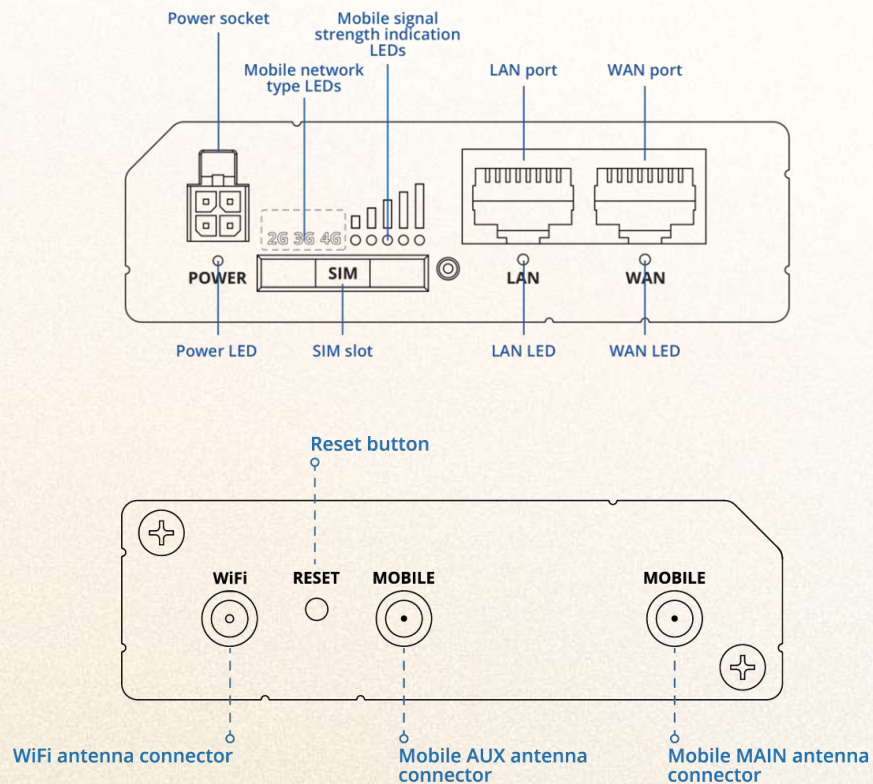 Power socket
Mobile signal
strength indication
LEDs
Mobile network
type LEDs
LAN port
WAN port
2G 3G 4G
POWER
SIM
LAN
WAN
Power LED
SIM slot
LAN LED
WAN LED
Reset button
WiFi
RESET
MOBILE
MOBILE
WiFi antenna connector
Mobile AUX antenna
connector
Mobile MAIN antenna
connector